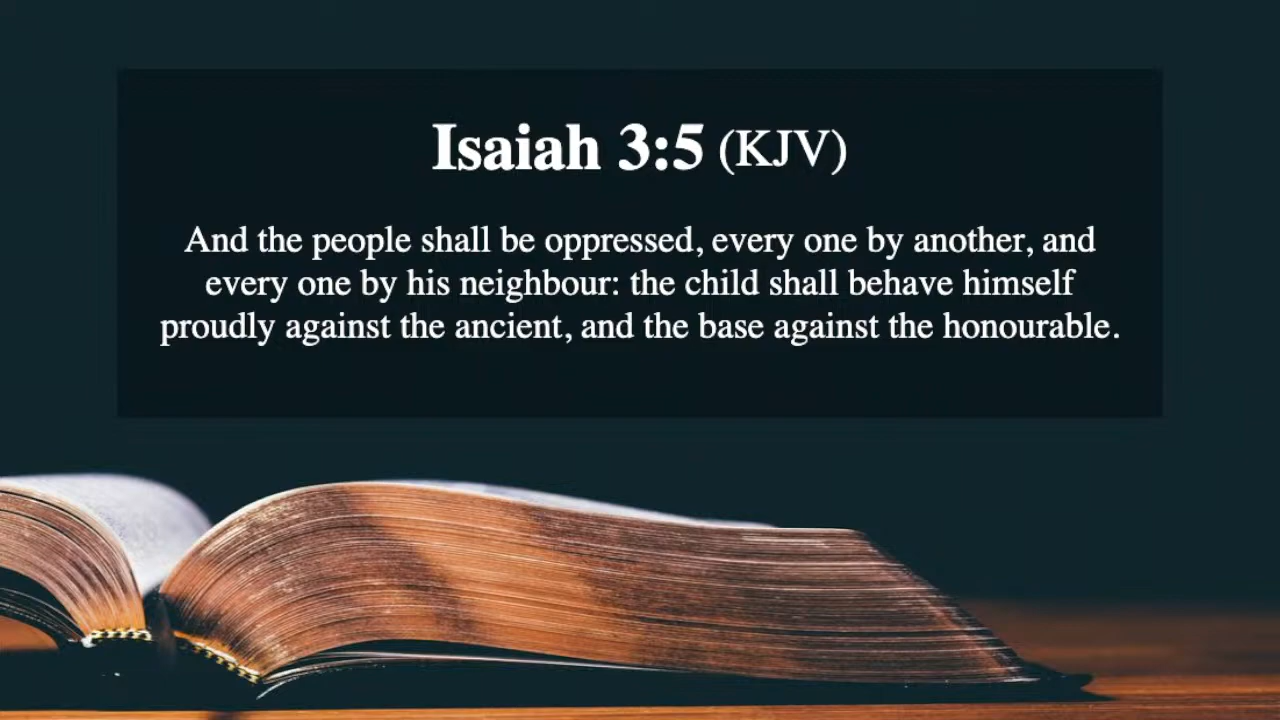 Isaiah 3:5 (KJV)
And the people shall be oppressed, every one by another, and
every one by his neighbour: the child shall behave himself
proudly against the ancient, and the base against the honourable.